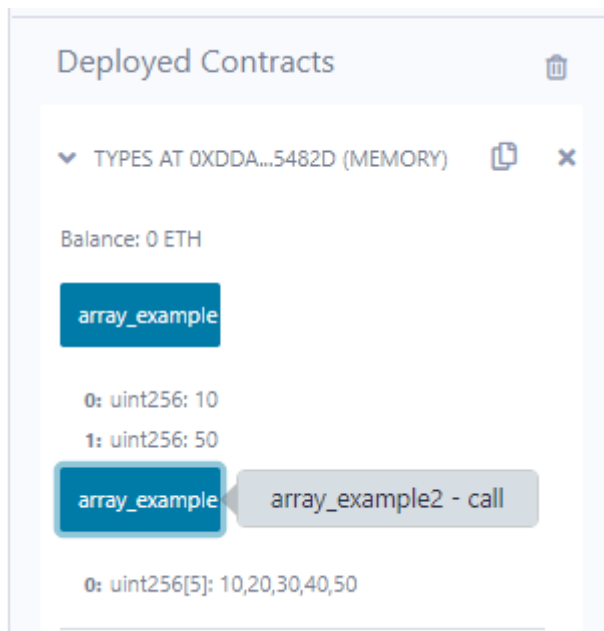 Deployed Contracts
TYPES AT 0XDDA...5482D (MEMORY)
Balance: 0 ETH
array_example
0: uint256: 10
1: uint256: 50
array_example
array_example2 - call
0: uint256[5]: 10,20,30,40,50